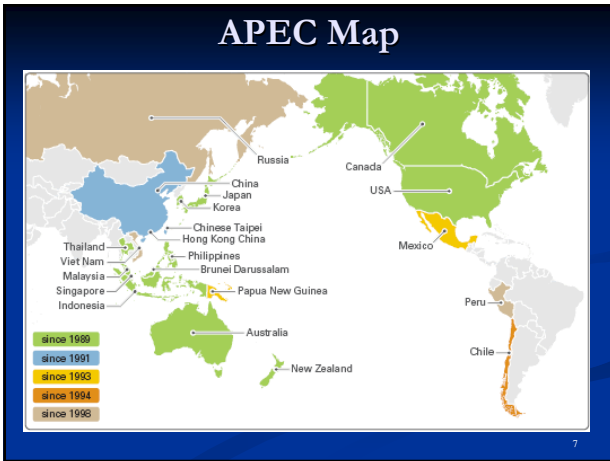 APEC Map
Russia
Canada
China
USA
Japan
Korea
Chinese Taipei
Hong Kong China
Mexico
Thailand
Philippines
Viet Nam
Brunei Darussalam
Malaysia
Singapore
Papua New Guinea
Indonesia
Peru
Australia
Chile
New Zealand
since 1989
since 1991
since 1993
since 1994
since 1998
7